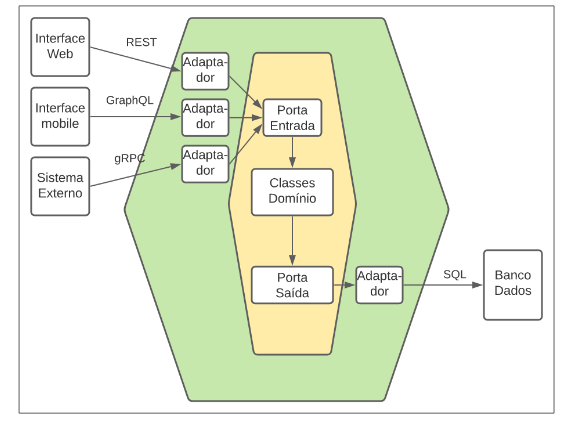 Interface
Web
REST
Adapta-
dor
Interface
mobile
GraphQL
Adapta-
dor
Porta
Entrada
Sistema
Externo
gRPC
Adapta-
dor
Classes
Domínio
Porta
Saída
Adapta-
dor
SQL
Banco
Dados